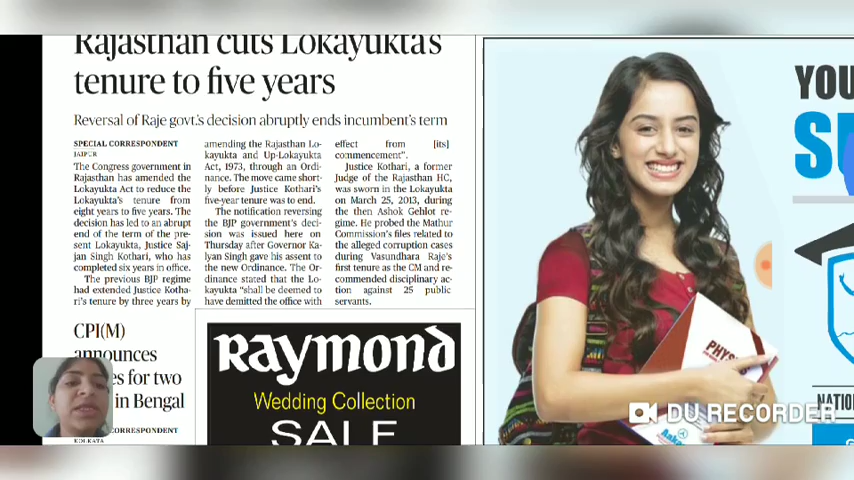 Rajasthan cuts Lokayukta's
tenure to five years
Reversal of Raje govt.'s decision abruptly ends incumbent's term
SPECIAL CORRESPONDENT
JAIPUR
The Congress government in
Rajasthan has amended the
Lokayukta Act to reduce the
Lokayukta's tenure from
eight years to five years. The
decision has led to an abrupt
end of the term of the pre-
sent Lokayukta, Justice Saj-
jan Singh Kothari, who has
completed six years in office.
The previous BJP regime
had extended Justice Kotha-
ri's tenure by three years by
amending the Rajasthan Lo-
kayukta and Up-Lokayukta
Act, 1973, through an Ordi-
nance. The move came short-
ly before Justice Kothari's
five-year tenure was to end.
The notification reversing
the BJP government's deci-
sion was issued here on
Thursday after Governor Ka-
lyan Singh gave his assent to
the new Ordinance. The Or-
dinance stated that the Lo-
kayukta "shall be deemed to
have demitted the office with
effect from [its]
commencement".
Justice Kothari, a former
Judge of the Rajasthan HC,
was sworn in the Lokayukta
on March 25, 2013, during
the then Ashok Gehlot re-
gime. He probed the Mathur
Commission's files related to
the alleged corruption cases
during Vasundhara Raje's
first tenure as the CM and re-
commended disciplinary ac-
tion against 25 public
servants.
CPI(M)
announces
es for two
in Bengal
CORRESPONDENT
KOLKATA
Raymond
Wedding Collection
SALE
YOU
PHYS
Aakas
NATIO
DU RECORDER